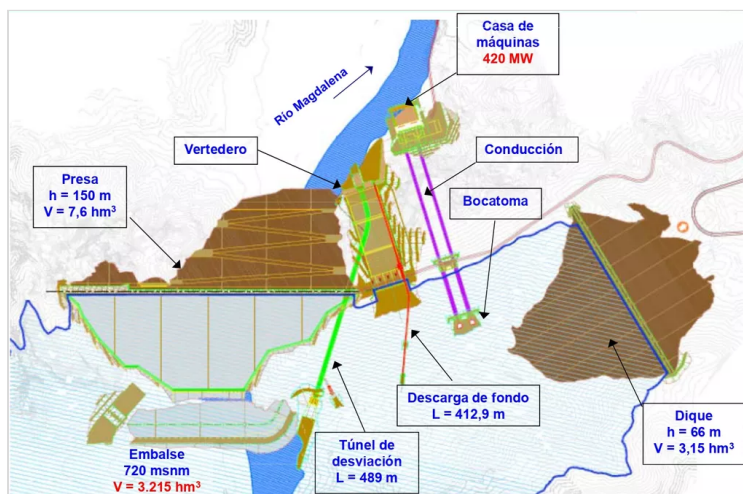 Casa de
máquinas
420 MW
Río Magdalena
Vertedero
Conducción
Presa
h = 150 m
V = 7,6 hm³
Bocatoma
Descarga de fondo
L = 412,9 m
Dique
h = 66 m
V = 3,15 hm³
Túnel de
desviación
L = 489 m
Embalse
720 msnm
V = 3.215 hm³